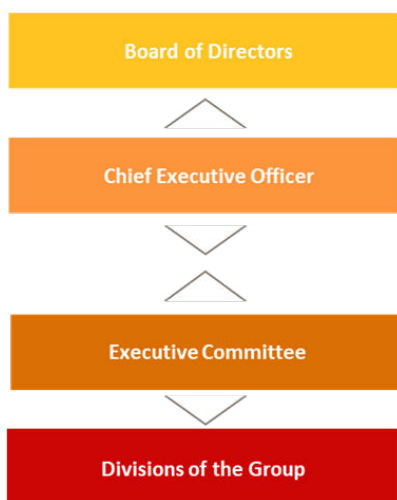 Board of Directors
Chief Executive Officer
Executive Committee
Divisions of the Group